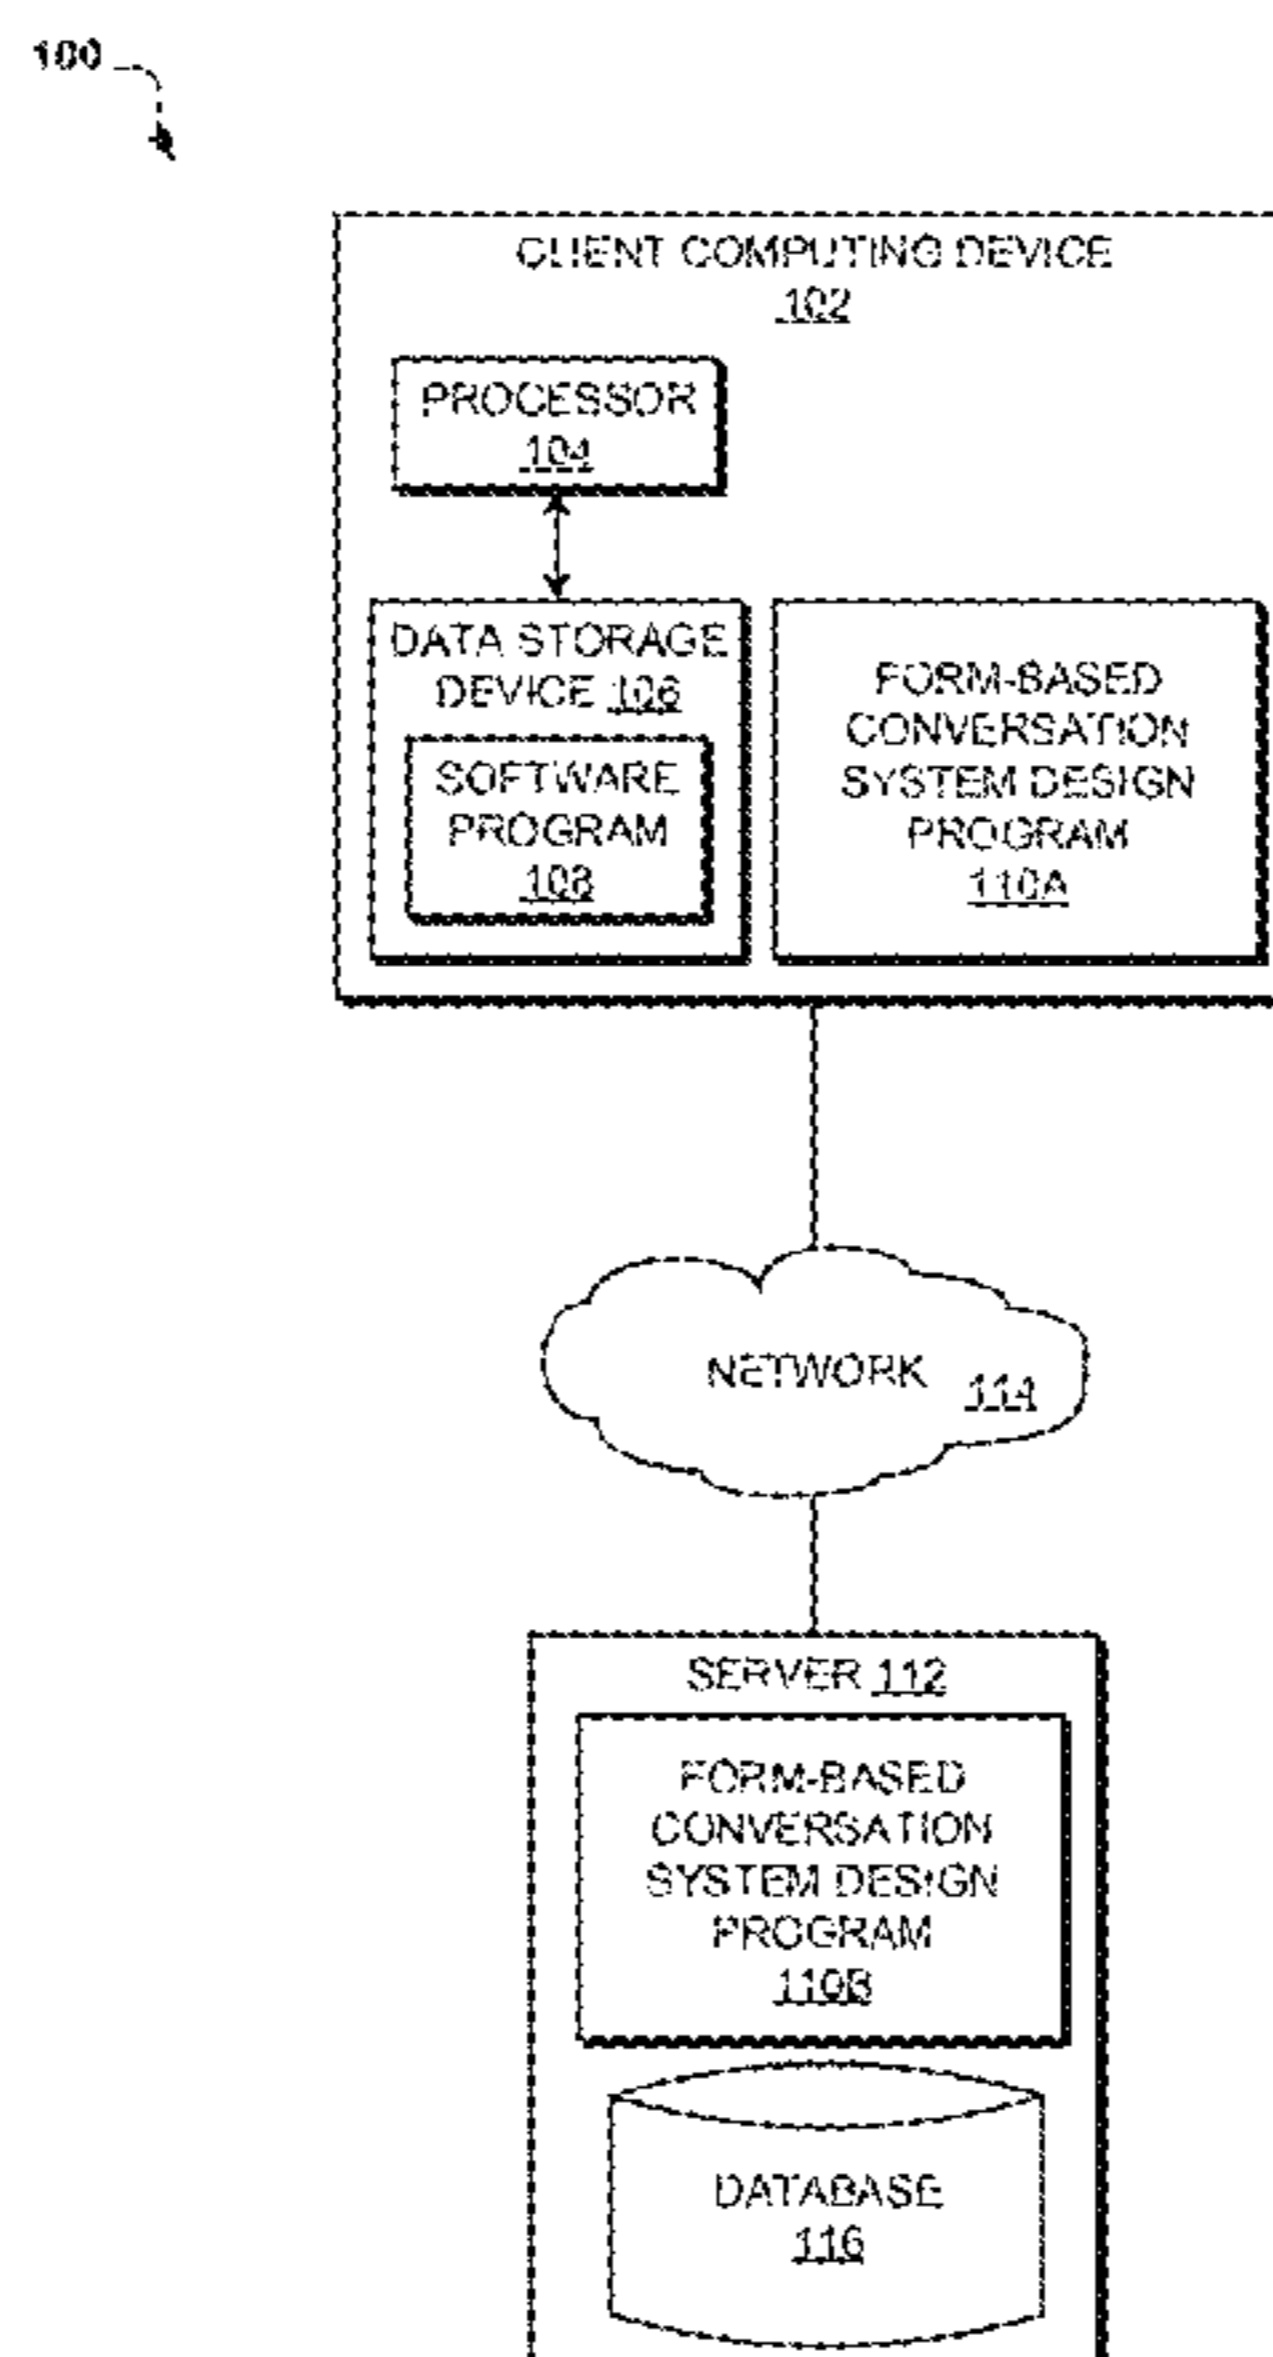 100
CLIENT COMPUTING DEVICE
102
PROCESSOR
104
DATA STORAGE
DEVICE 106
SOFTWARE
PROGRAM
108
FORM-BASED
CONVERSATION
SYSTEM DESIGN
PROGRAM
110A
NETWORK 114
SERVER 112
FORM-BASED
CONVERSATION
SYSTEM DESIGN
PROGRAM
110B
DATABASE
116